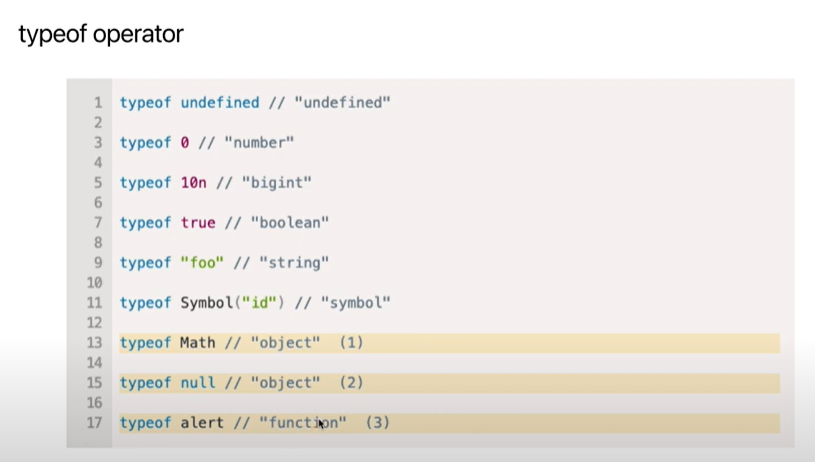 typeof operator
1 typeof undefined // "undefined"
2
3 typeof 0 // "number"
4
5 typeof 10n // "bigint"
6
7 typeof true // "boolean"
8
9 typeof "foo" // "string"
10
11 typeof Symbol("id") // "symbol"
12
13 typeof Math // "object" (1)
14
15 typeof null // "object" (2)
16
17 typeof alert // "function" (3)